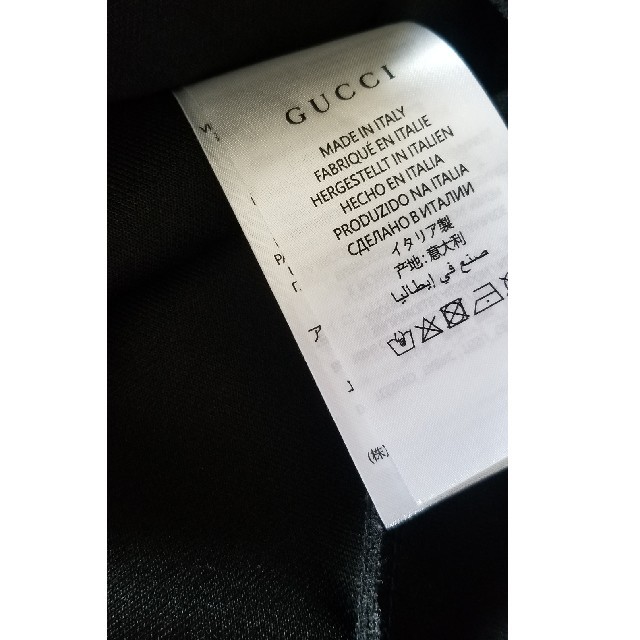 GUCCI
MADE IN ITALY
FABRIQUÉ EN ITALIE
HERGESTELLT IN ITALIEN
HECHO EN ITALIA
PRODUZIDO NA ITALIA
СДЕЛАНО В ИТАЛИИ
イタリア製
产地:意大利
صنع في إيطاليا
ア
(株)